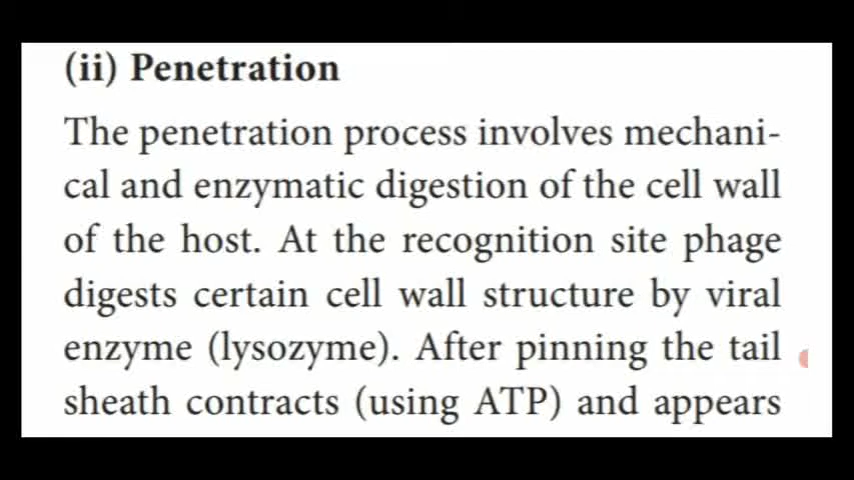 (ii) Penetration
The penetration process involves mechani-
cal and enzymatic digestion of the cell wall
of the host. At the recognition site phage
digests certain cell wall structure by viral
enzyme (lysozyme). After pinning the tail
sheath contracts (using ATP) and appears